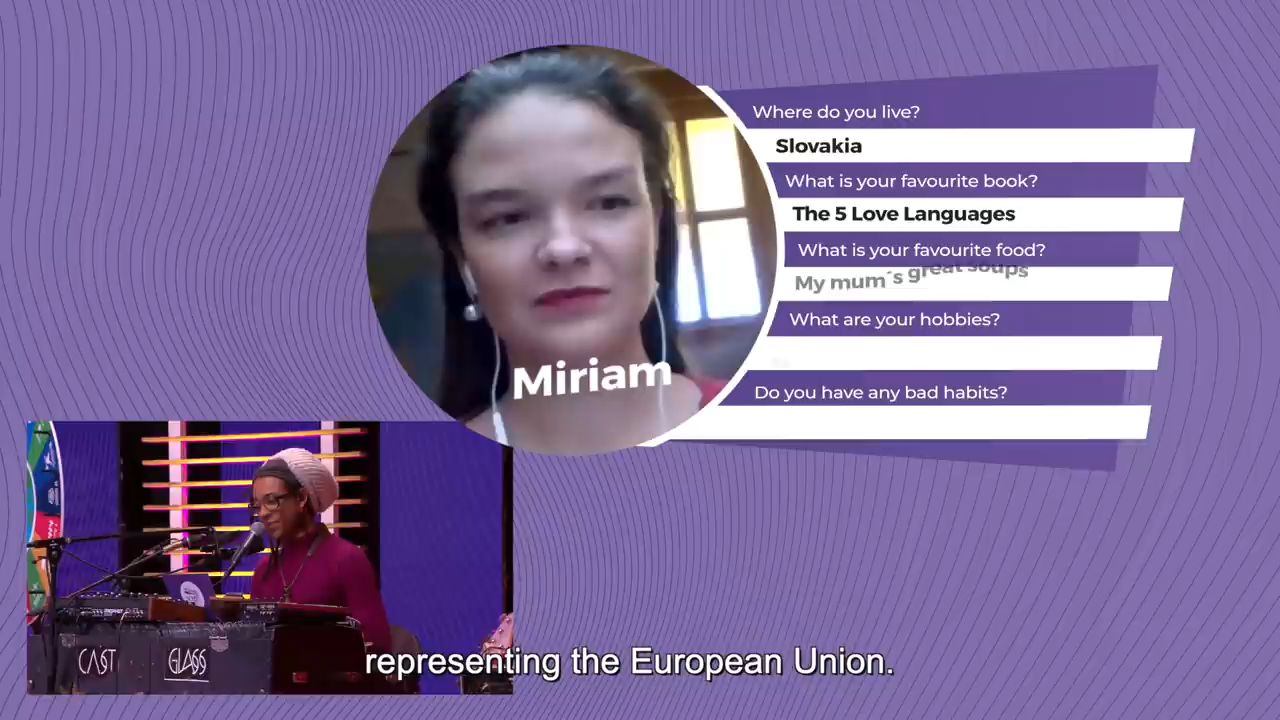 Where do you live?
Slovakia
What is your favourite book?
The 5 Love Languages
What is your favourite food?
My mum´s great soups
What are your hobbies?
Do you have any bad habits?
Miriam
CAST
GLASS
representing the European Union.